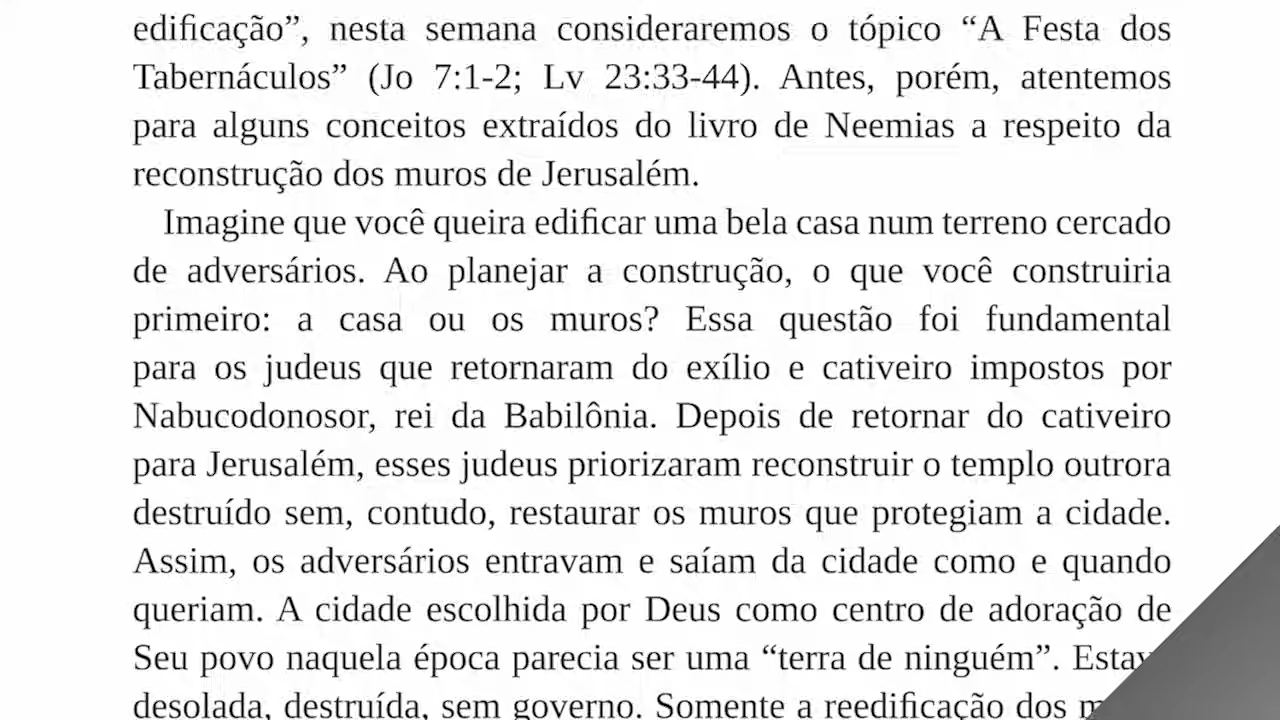 edificação”, nesta semana consideraremos o tópico “A Festa dos
Tabernáculos” (Jo 7:1-2; Lv 23:33-44). Antes, porém, atentemos
para alguns conceitos extraídos do livro de Neemias a respeito da
reconstrução dos muros de Jerusalém.
Imagine que você queira edificar uma bela casa num terreno cercado
de adversários. Ao planejar a construção, o que você construiria
primeiro: a casa ou os muros? Essa questão foi fundamental
para os judeus que retornaram do exílio e cativeiro impostos por
Nabucodonosor, rei da Babilônia. Depois de retornar do cativeiro
para Jerusalém, esses judeus priorizaram reconstruir o templo outrora
destruído sem, contudo, restaurar os muros que protegiam a cidade.
Assim, os adversários entravam e saíam da cidade como e quando
queriam. A cidade escolhida por Deus como centro de adoração de
Seu povo naquela época parecia ser uma “terra de ninguém”.
desolada, destruída, sem governo. Somente a reedificação dos